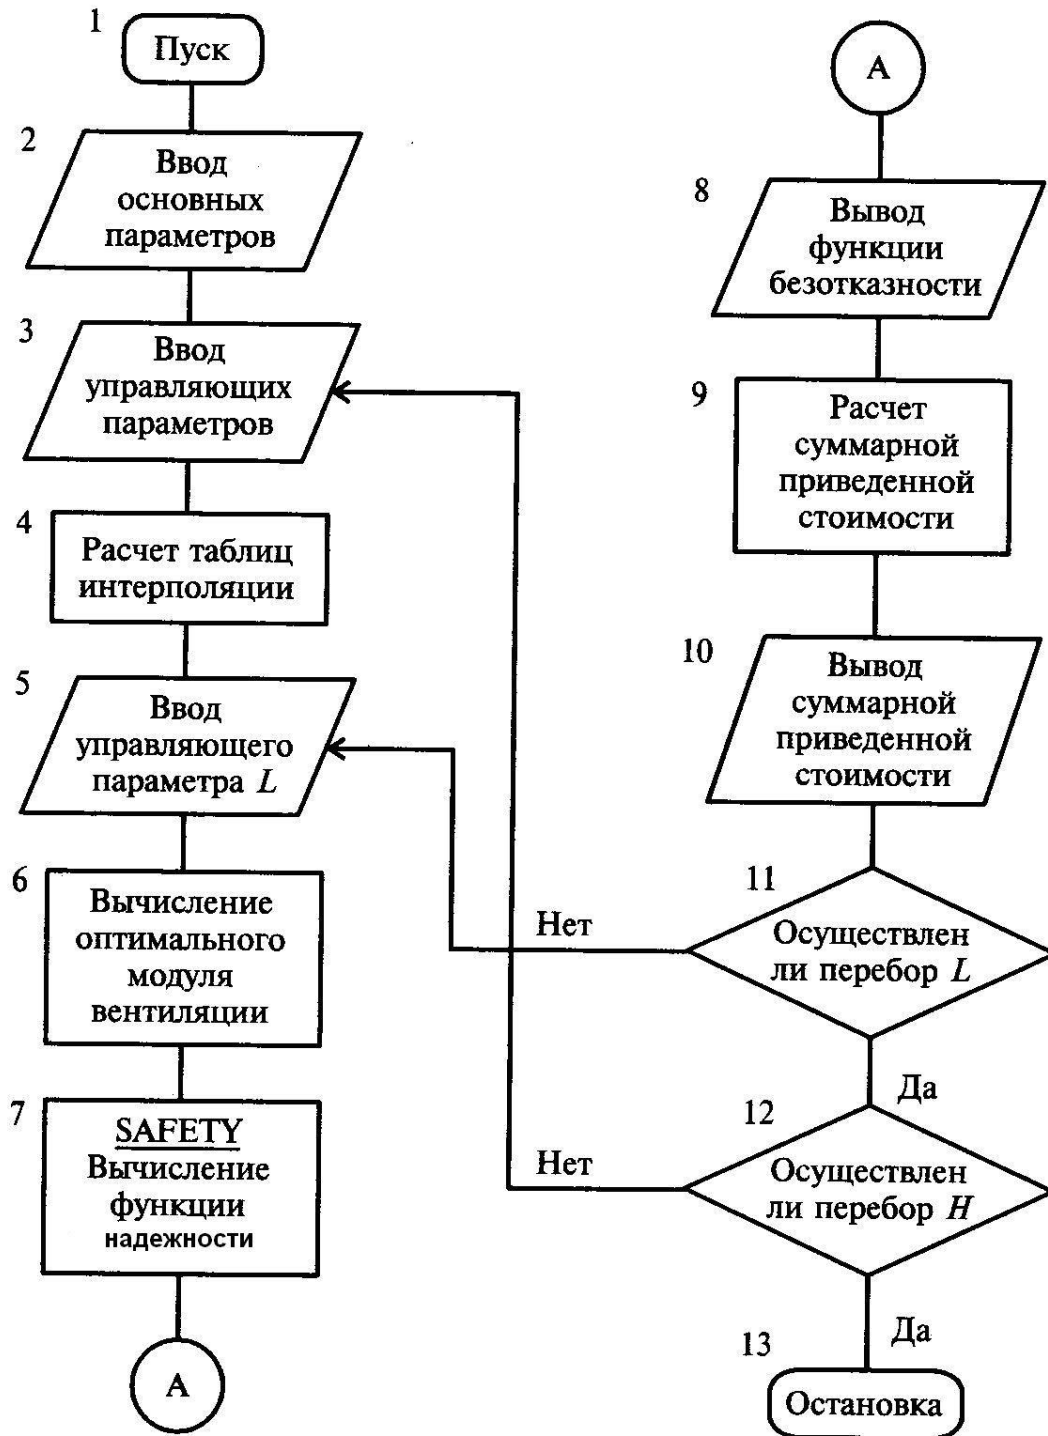 1
Пуск
2
Ввод
основных
параметров
3
Ввод
управляющих
параметров
4
Расчет таблиц
интерполяции
5
Ввод
управляющего
параметра L
6
Вычисление
оптимального
модуля
вентиляции
7
SAFETY
Вычисление
функции
надежности
А
А
8
Вывод
функции
безотказности
9
Расчет
суммарной
приведенной
стоимости
10
Вывод
суммарной
приведенной
стоимости
11
Нет
Осуществлен
ли перебор L
Да
12
Нет
Осуществлен
ли перебор H
Да
13
Остановка